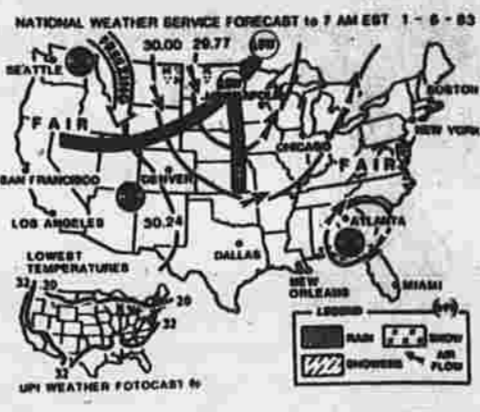 NATIONAL WEATHER SERVICE FORECAST to 7 AM EST 1 - 6 - 83
30.00 29.77
LOW
SEATTLE
FAIR
BOSTON
NEW YORK
CHICAGO
FAIR
SAN FRANCISCO
DENVER
LOS ANGELES
30.24
ATLANTA
DALLAS
LOWEST
TEMPERATURES
NEW
ORLEANS
MIAMI
32 20
20
32
32
LEGEND
RAIN
SNOW
SHOWERS
AIR
FLOW
UPI WEATHER FOTOCAST ®